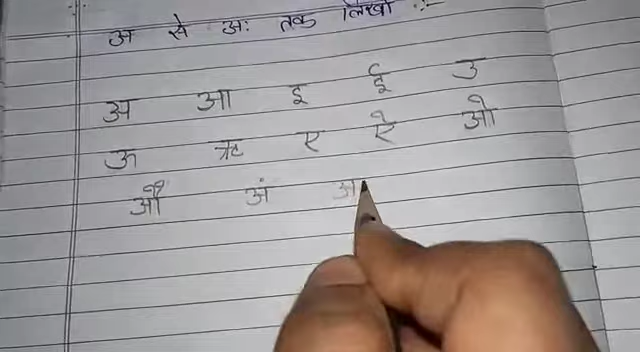 अ से अः तक लिखो :-
अ आ इ ई उ
ऊ ऋ ए ऐ ओ
औ अं अ